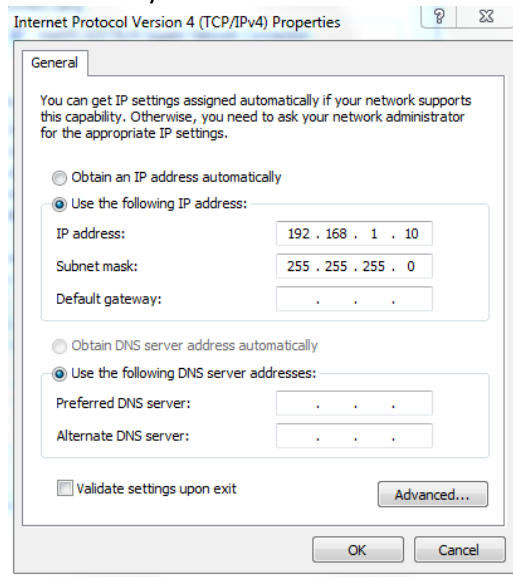 Internet Protocol Version 4 (TCP/IPv4) Properties
General
You can get IP settings assigned automatically if your network supports
this capability. Otherwise, you need to ask your network administrator
for the appropriate IP settings.
Obtain an IP address automatically
Use the following IP address:
IP address: 192 . 168 . 1 . 10
Subnet mask: 255 . 255 . 255 . 0
Default gateway: . . .
Obtain DNS server address automatically
Use the following DNS server addresses:
Preferred DNS server: . . .
Alternate DNS server: . . .
Validate settings upon exit
Advanced...
OK Cancel